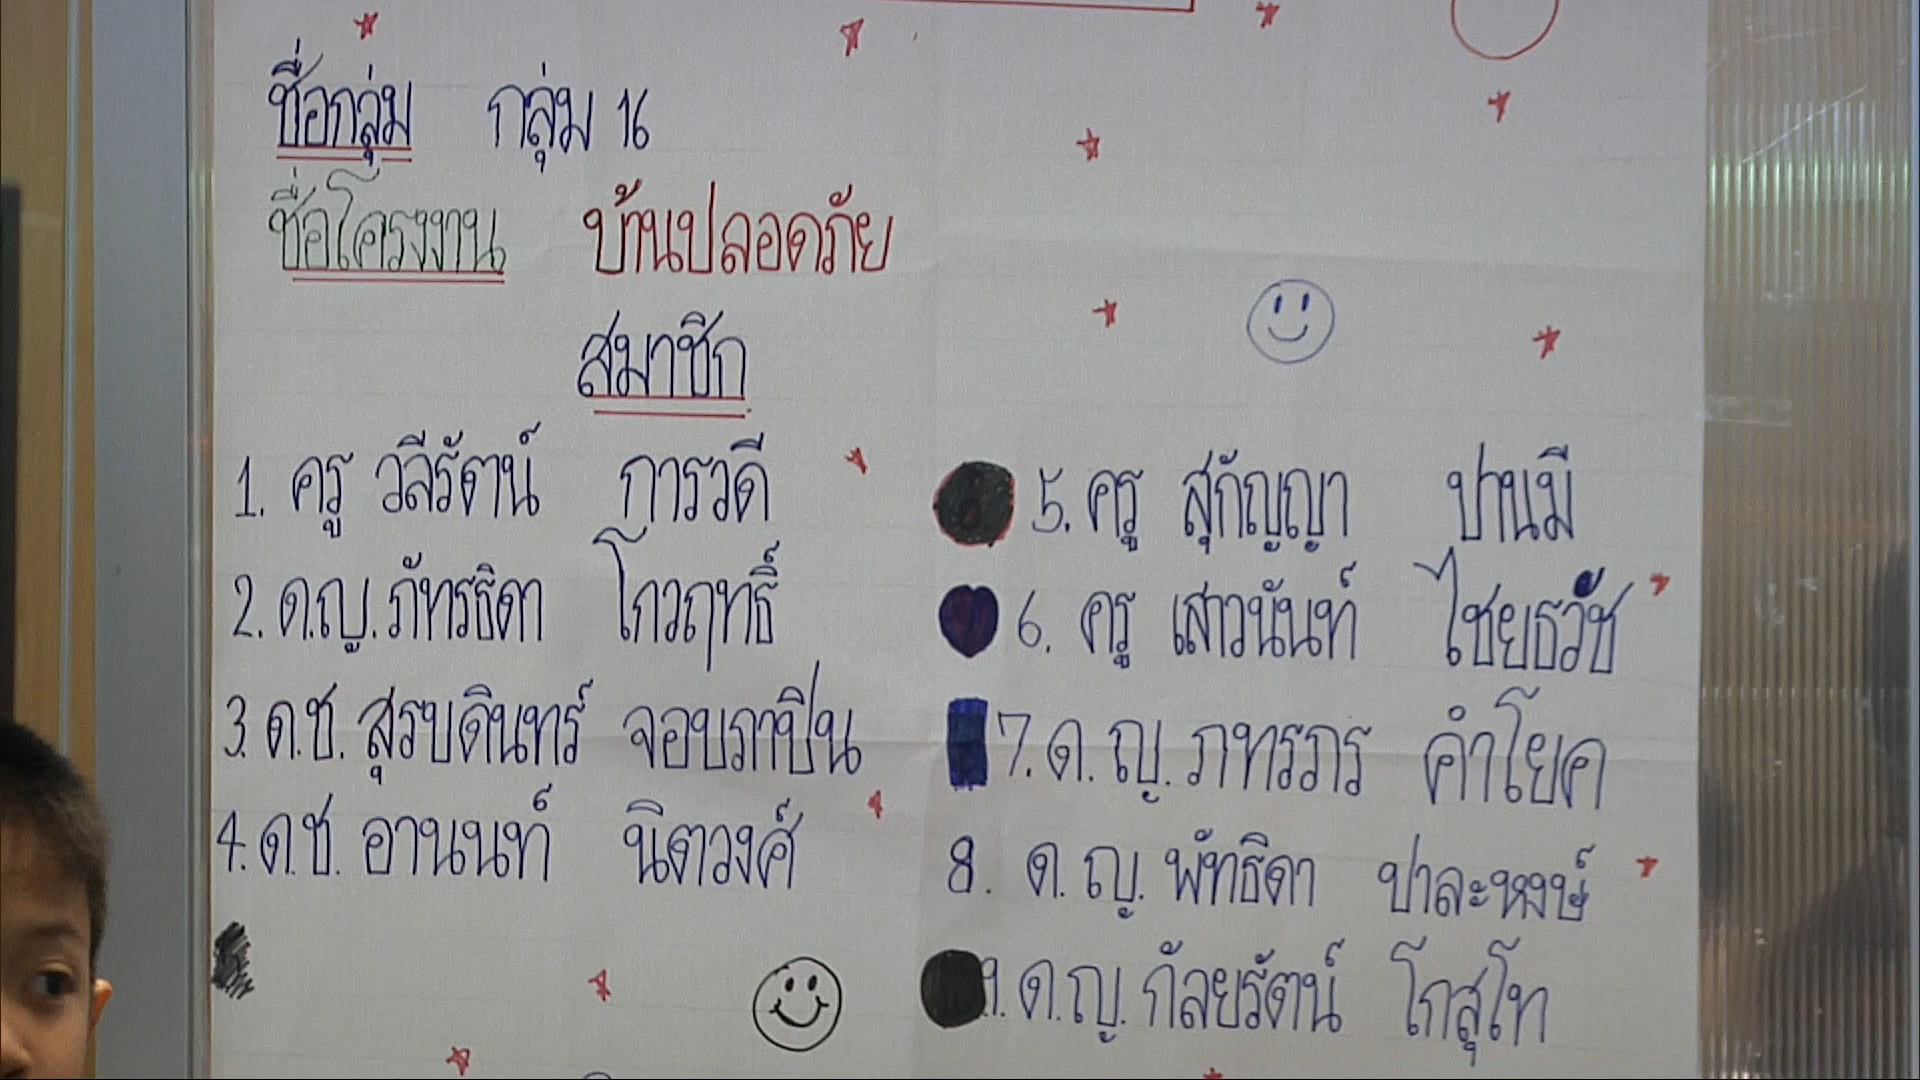 ชื่อกลุ่ม กลุ่ม 16
ชื่อโครงงาน บ้านปลอดภัย
สมาชิก
1. ครู วลีรัตน์ การวดี
2. ด.ญ. ภัทรธิดา โกวฤทธิ์
3. ด.ช. สุรบดินทร์ จอบภาปิน
4. ด.ช. อานนท์ นิตวงศ์
5. ครู สุกัญญา ปานมี
6. ครู เสาวนันท์ ไชยธวัช
7. ด.ญ. ภทรภร คำโยค
8. ด.ญ. พัทธิดา ปาละหงษ์
9. ด.ญ. กัลยรัตน์ โกสุโท